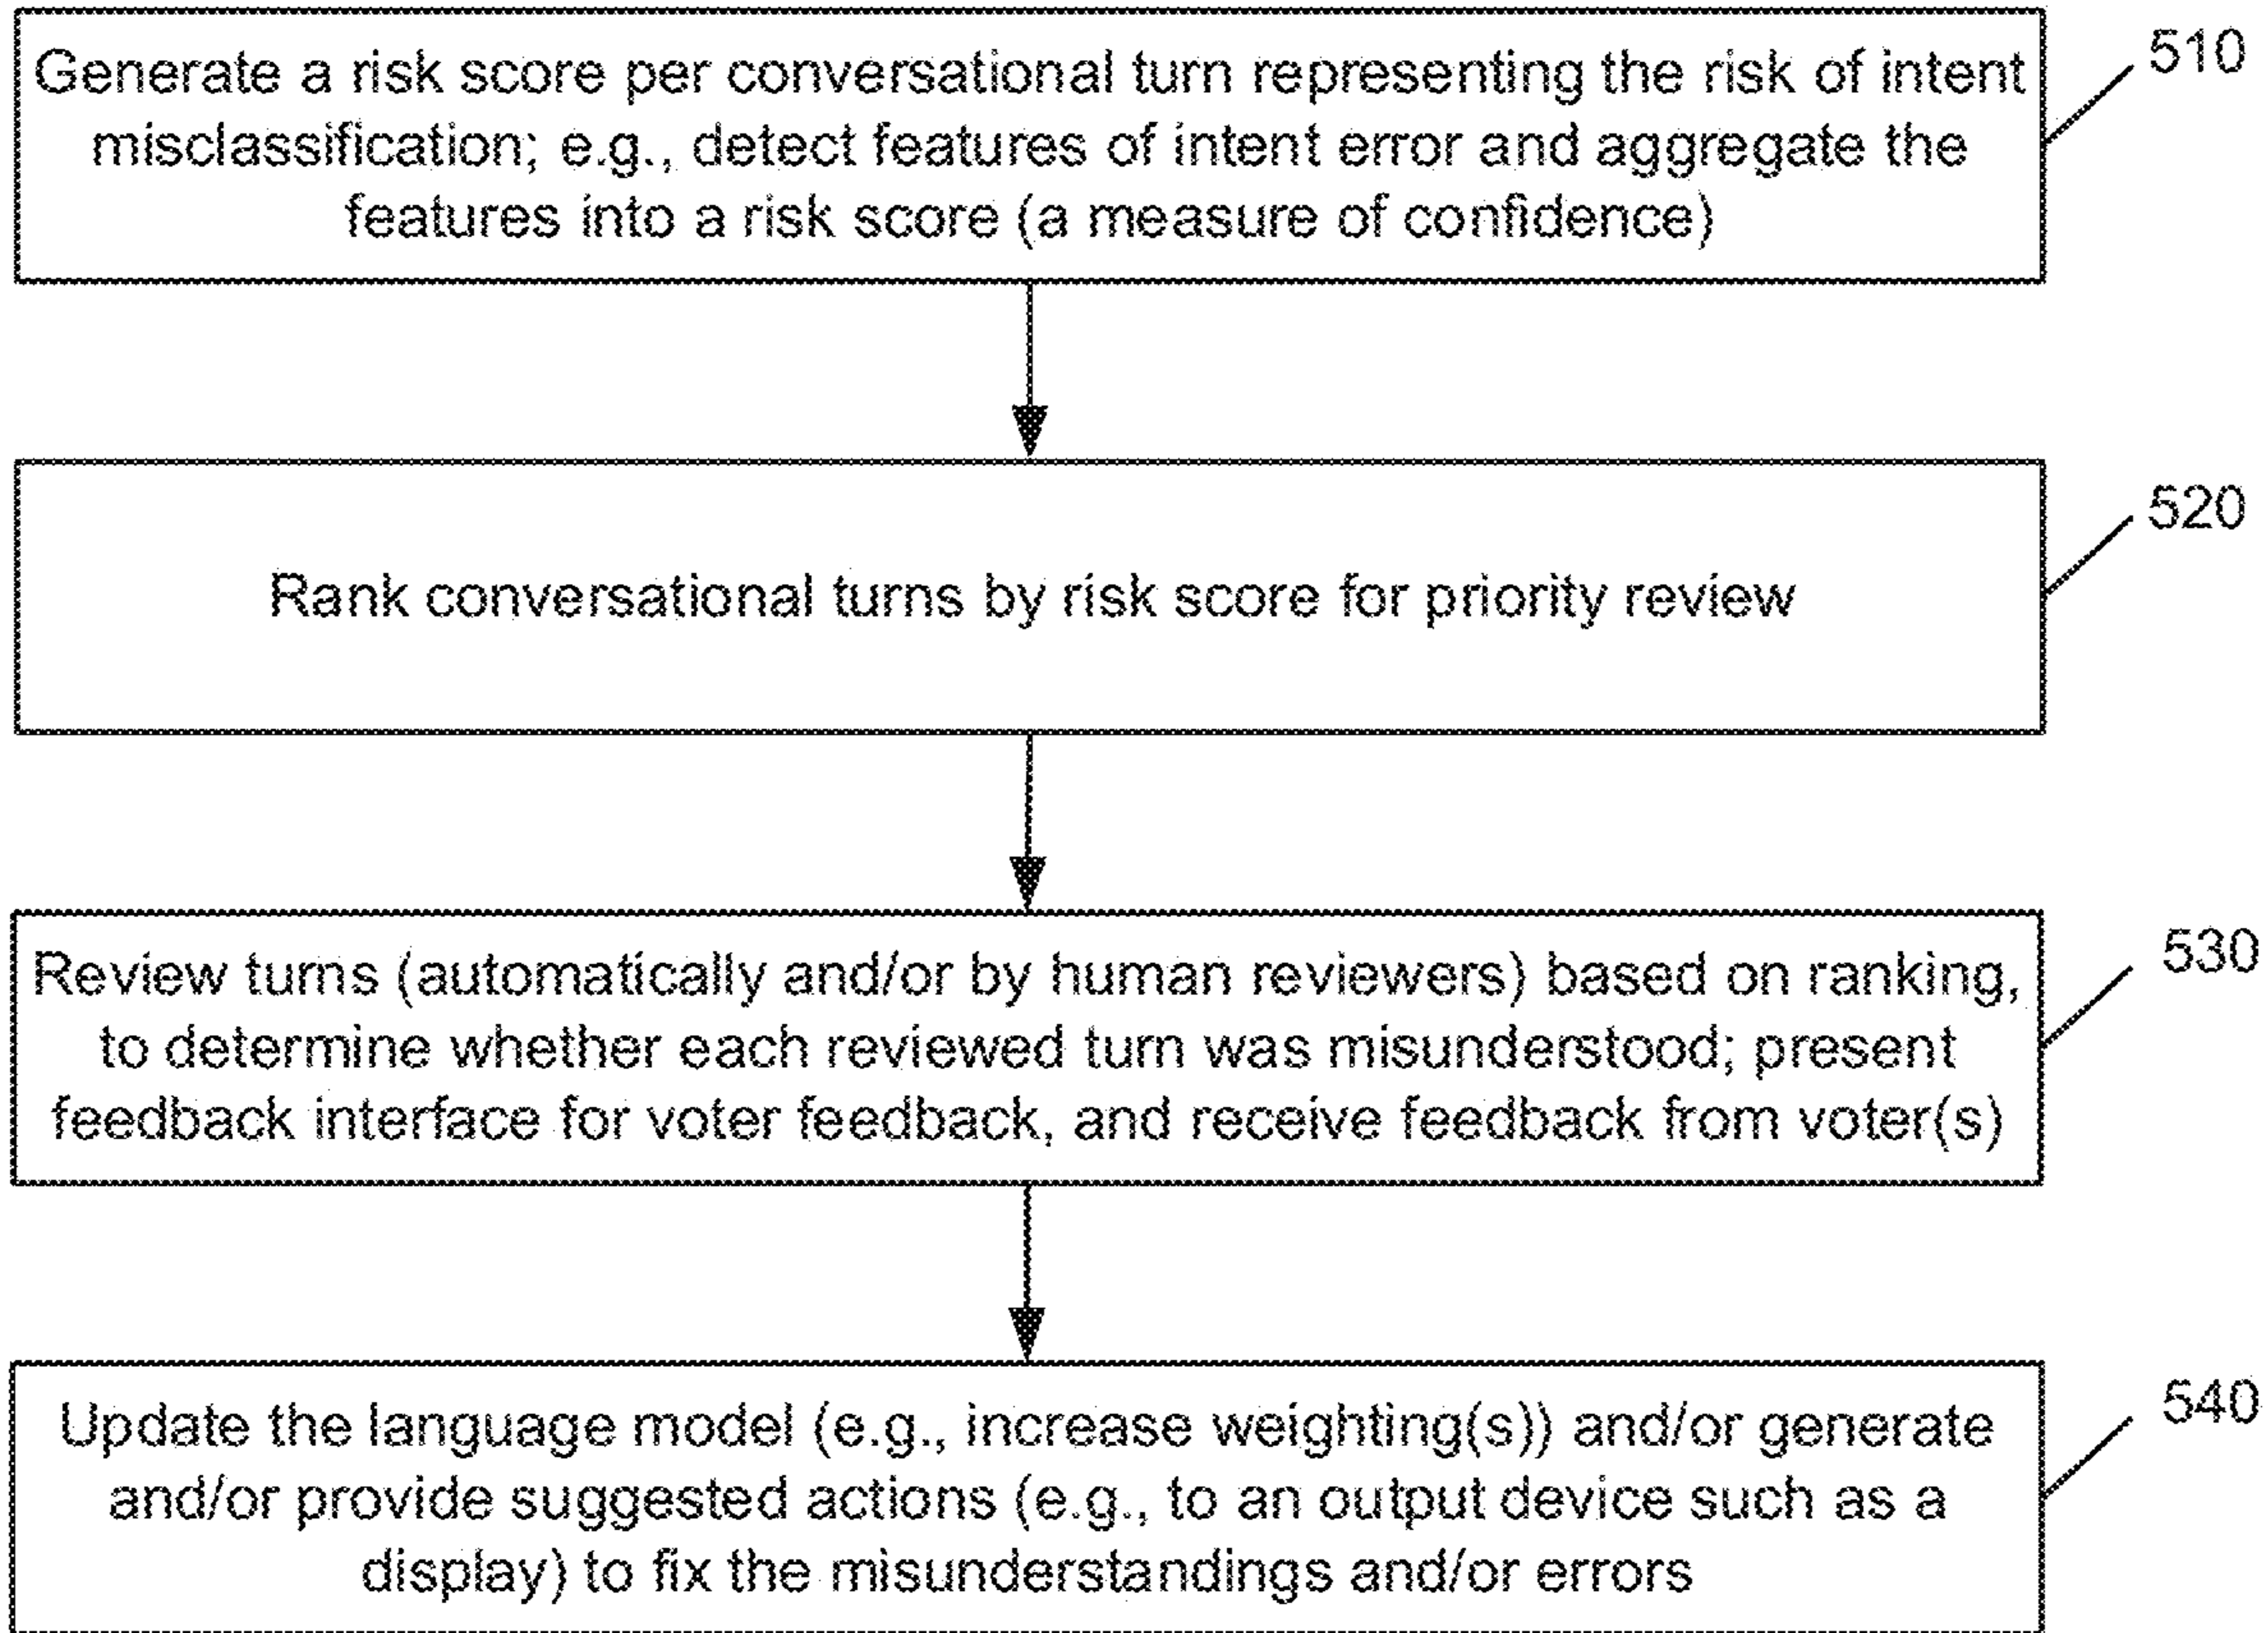 Generate a risk score per conversational turn representing the risk of intent
misclassification; e.g., detect features of intent error and aggregate the
features into a risk score (a measure of confidence)
510
Rank conversational turns by risk score for priority review
520
Review turns (automatically and/or by human reviewers) based on ranking,
to determine whether each reviewed turn was misunderstood; present
feedback interface for voter feedback, and receive feedback from voter(s)
530
Update the language model (e.g., increase weighting(s)) and/or generate
and/or provide suggested actions (e.g., to an output device such as a
display) to fix the misunderstandings and/or errors
540